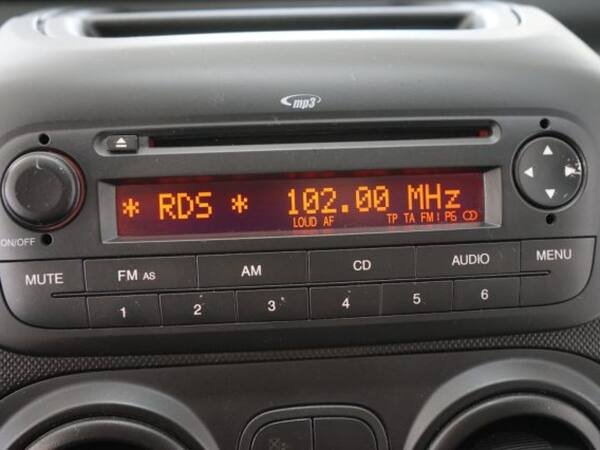 mp3
* RDS * 102.00 MHz
LOUD AF TP TA FM1 P6
ON/OFF
MUTE FM AS AM CD AUDIO MENU
1 2 3 4 5 6